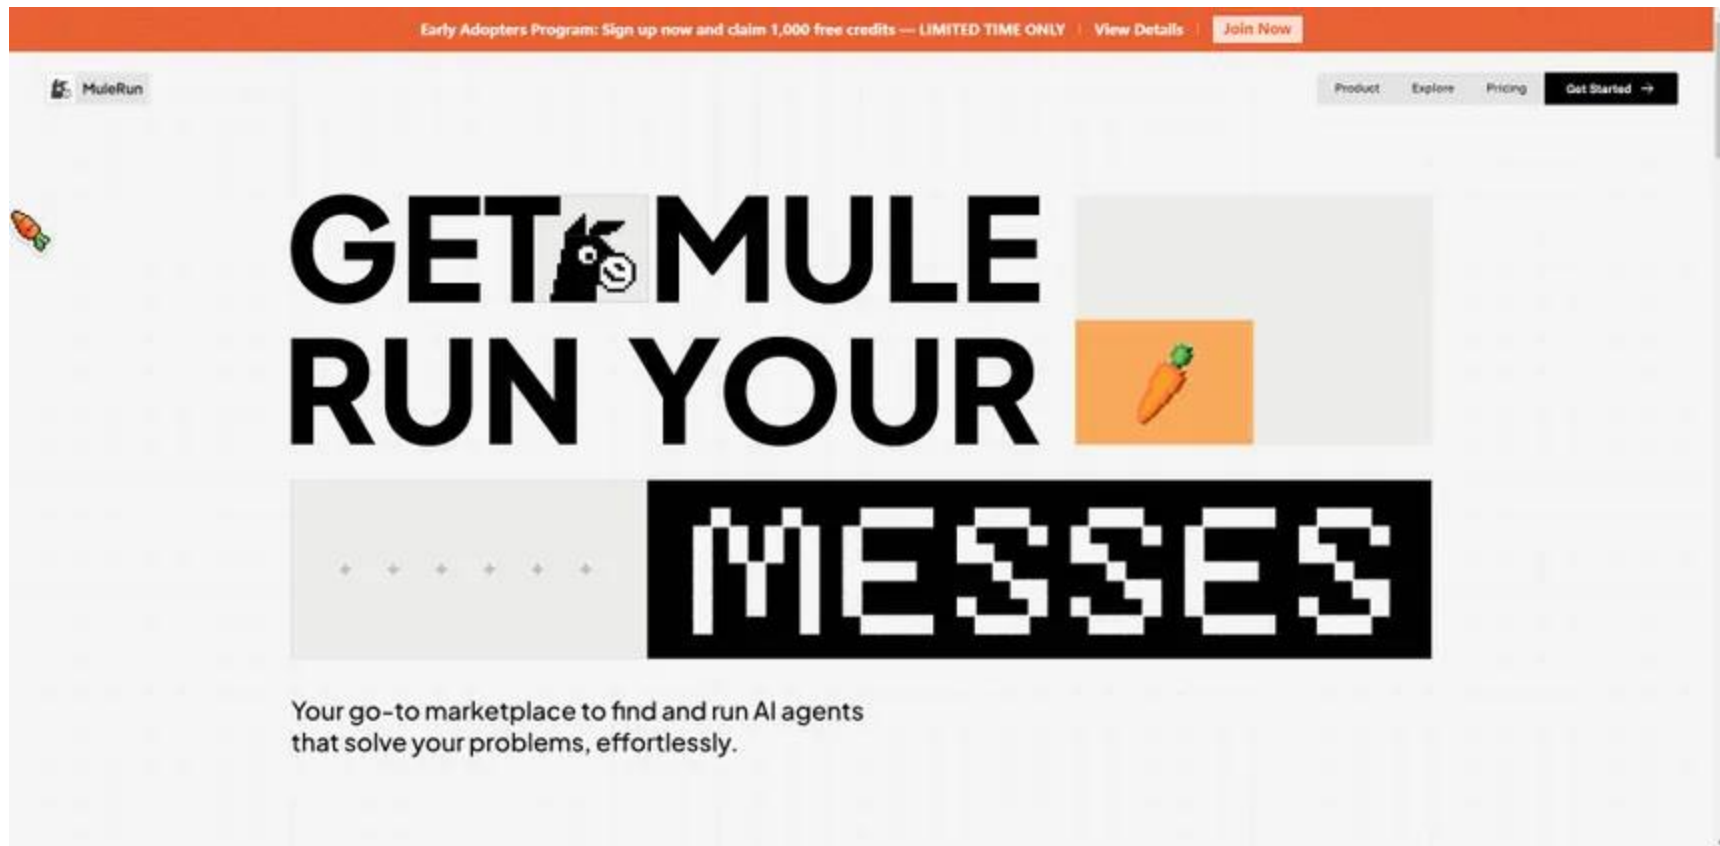 Early Adopters Program: Sign up now and claim 1,000 free credits — LIMITED TIME ONLY | View Details | Join Now
MuleRun
Product Explore Pricing Get Started →
GET MULE
RUN YOUR
MESSES
Your go-to marketplace to find and run AI agents
that solve your problems, effortlessly.